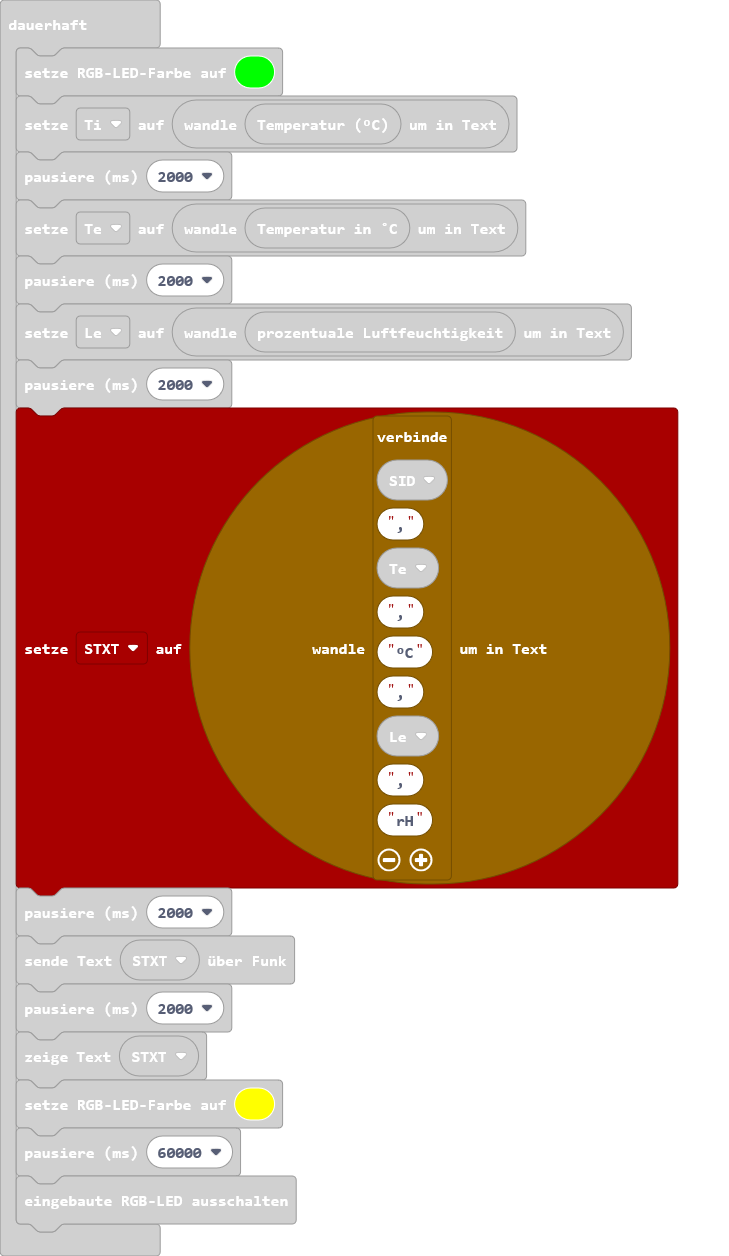 dauerhaft
setze RGB-LED-Farbe auf
setze Ti auf wandle Temperatur (ºC) um in Text
pausiere (ms) 2000
setze Te auf wandle Temperatur in ˚C um in Text
pausiere (ms) 2000
setze Le auf wandle prozentuale Luftfeuchtigkeit um in Text
pausiere (ms) 2000
verbinde
SID
","
Te
","
setze STXT auf wandle "ºC" um in Text
","
Le
","
"rH"
pausiere (ms) 2000
sende Text STXT über Funk
pausiere (ms) 2000
zeige Text STXT
setze RGB-LED-Farbe auf
pausiere (ms) 60000
eingebaute RGB-LED ausschalten